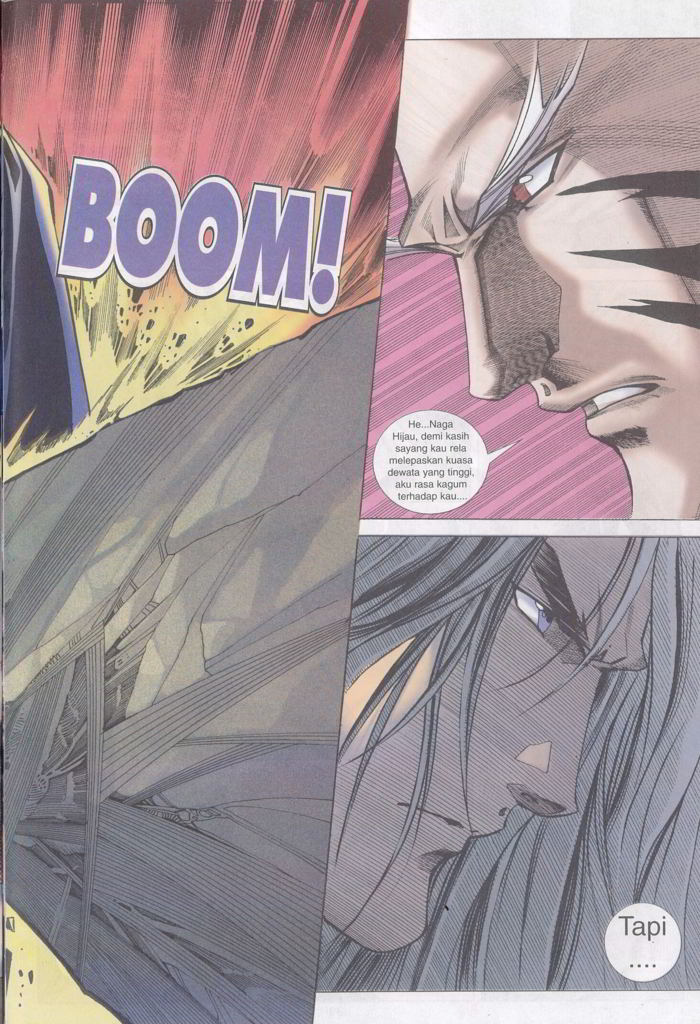 BOOM!
He...Naga
Hijau, demi kasih
sayang kau rela
melepaskan kuasa
dewata yang tinggi,
aku rasa kagum
terhadap kau....
Tapi
....